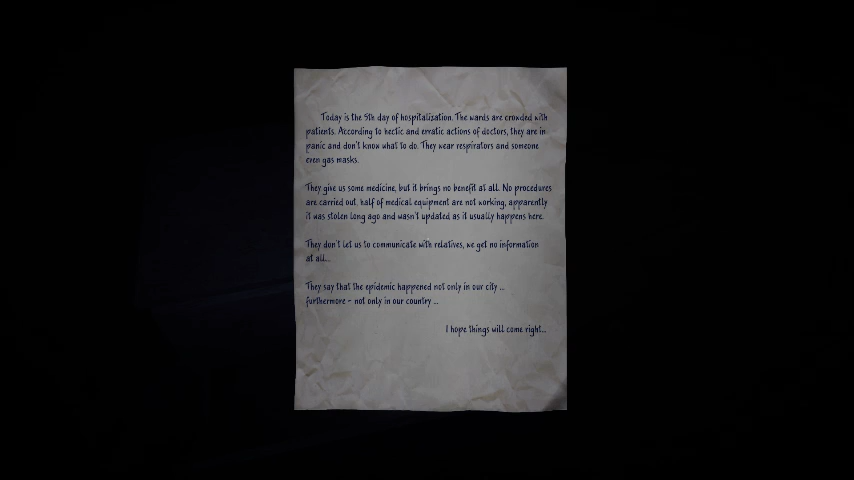 Today is the 5th day of hospitalization. The wards are crowded with
patients. According to hectic and erratic actions of doctors, they are in
panic and don't know what to do. They wear respirators and someone
even gas masks.
They give us some medicine, but it brings no benefit at all. No procedures
are carried out, half of medical equipment are not working, apparently
it was stolen long ago and wasn't updated as it usually happens here.
They don't let us to communicate with relatives, we get no information
at all...
They say that the epidemic happened not only in our city ...
furthermore - not only in our country ...
I hope things will come right...